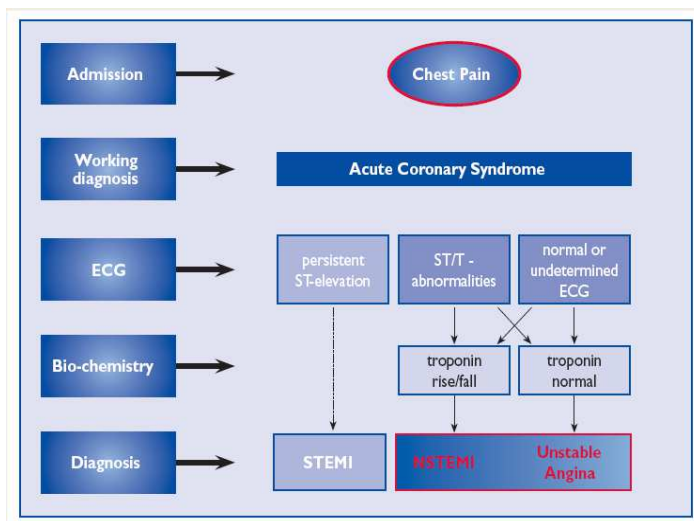 Admission
Chest Pain
Working
diagnosis
Acute Coronary Syndrome
ECG
persistent
ST-elevation
ST/T -
abnormalities
normal or
undetermined
ECG
Bio-chemistry
troponin
rise/fall
troponin
normal
Diagnosis
STEMI
NSTEMI
Unstable
Angina